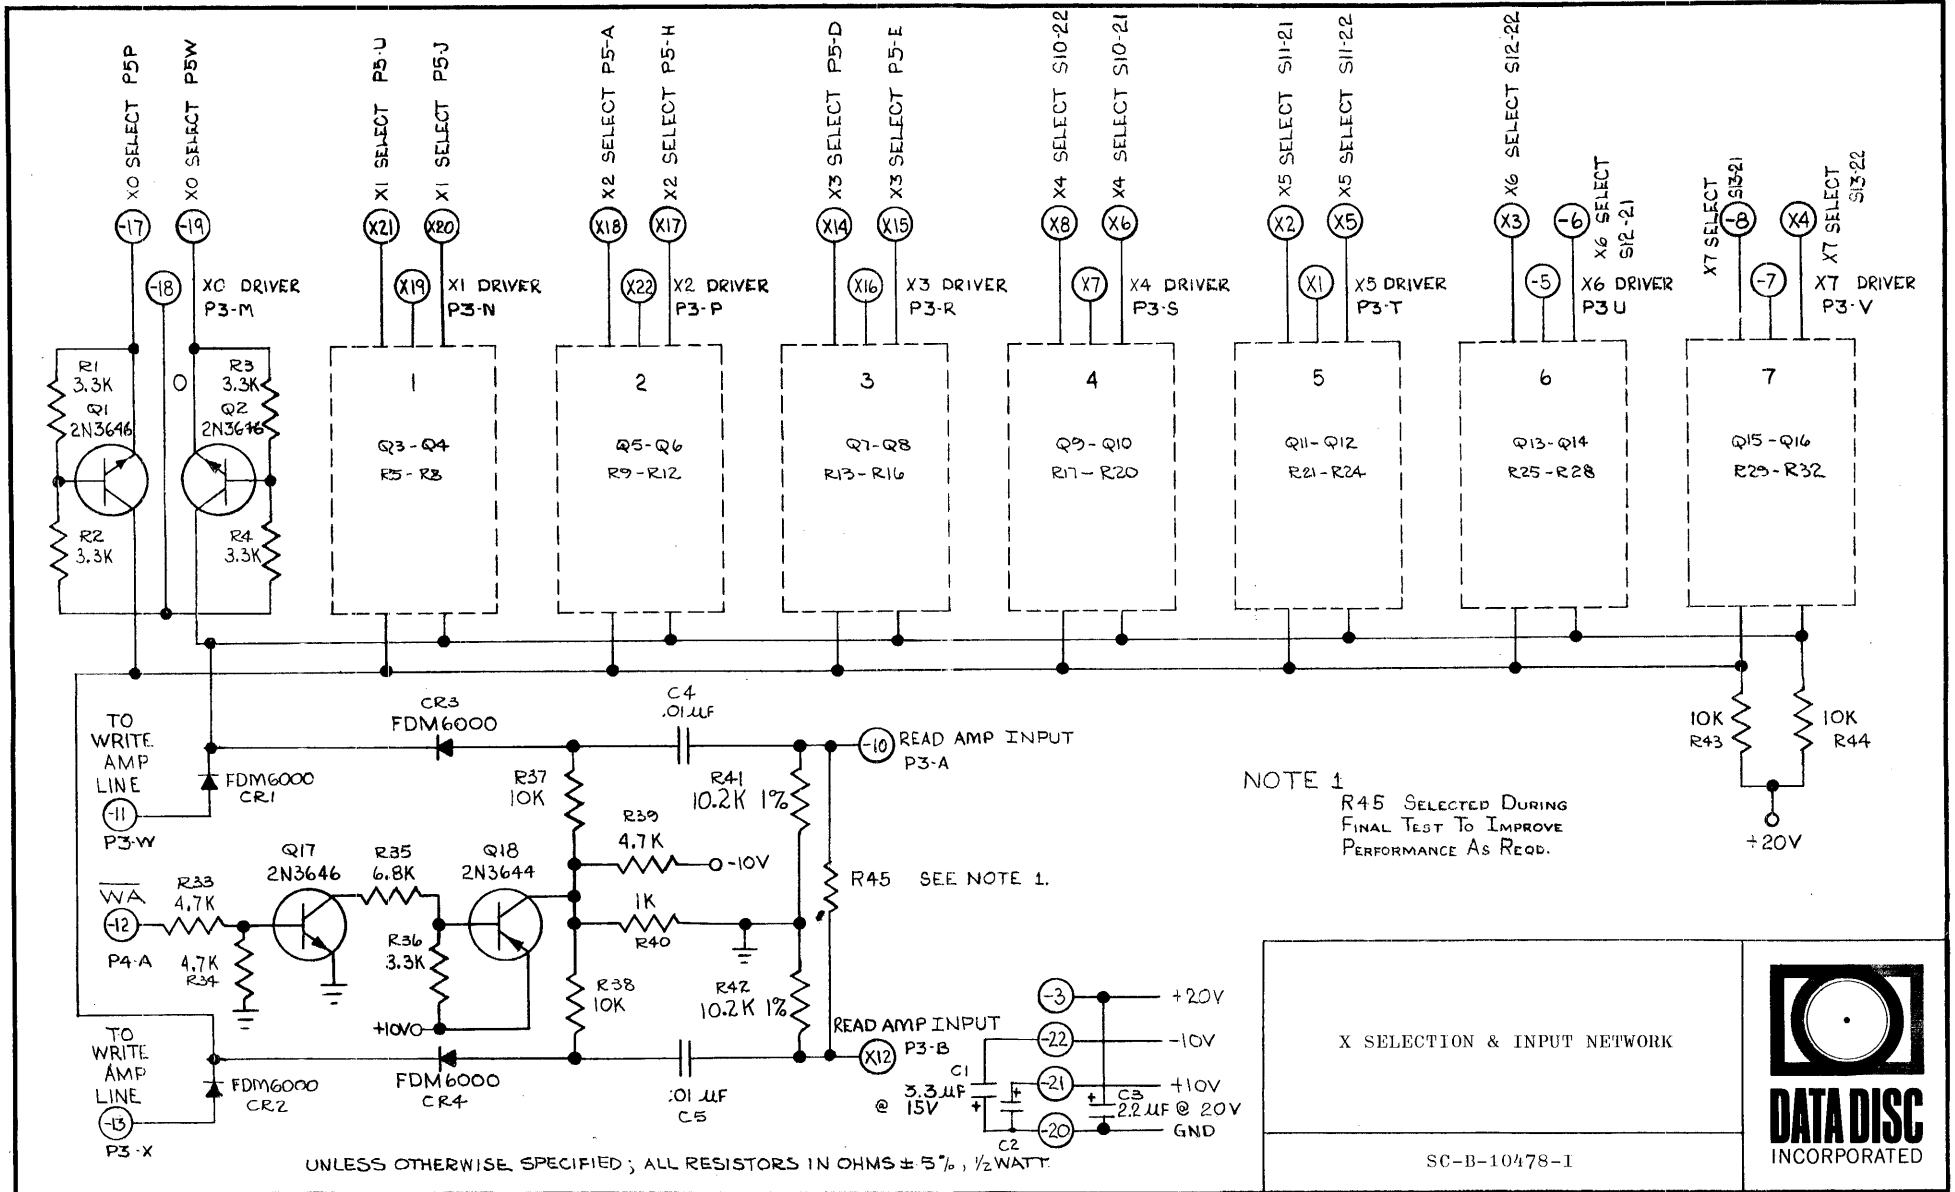 X0 SELECT P5P
X0 SELECT P5W
X1 SELECT P5-U
X1 SELECT P5-J
X2 SELECT P5-A
X2 SELECT P5-H
X3 SELECT P5-D
X3 SELECT P5-E
X4 SELECT S10-22
X4 SELECT S10-21
X5 SELECT S11-21
X5 SELECT S11-22
X6 SELECT S12-22
X6 SELECT
S12-21
X7 SELECT
S13-21
X7 SELECT
S13-22
-17
-19
X21
X20
X18
X17
X14
X15
X8
X6
X2
X5
X3
-6
-8
X4
-18
X0 DRIVER
P3-M
X19
X1 DRIVER
P3-N
X22
X2 DRIVER
P3-P
X16
X3 DRIVER
P3-R
X7
X4 DRIVER
P3-S
X1
X5 DRIVER
P3-T
-5
X6 DRIVER
P3U
-7
X7 DRIVER
P3-V
R1
3.3K
Q1
2N3646
R2
3.3K
0
R3
3.3K
Q2
2N3646
R4
3.3K
1
Q3-Q4
R5-R8
2
Q5-Q6
R9-R12
3
Q7-Q8
R13-R16
4
Q9-Q10
R17-R20
5
Q11-Q12
R21-R24
6
Q13-Q14
R25-R28
7
Q15-Q16
R29-R32
TO
WRITE
AMP
LINE
-11
P3-W
FDM6000
CR1
CR3
FDM6000
C4
.01µF
-10
READ AMP INPUT
P3-A
R37
10K
R41
10.2K 1%
R39
4.7K
-10V
R45 SEE NOTE 1.
1K
R40
WA
-12
P4-A
R33
4.7K
4.7K
R34
Q17
2N3646
R35
6.8K
R36
3.3K
+10V
Q18
2N3644
R38
10K
R42
10.2K 1%
READ AMP INPUT
P3-B
X12
TO
WRITE
AMP
LINE
-13
P3-X
FDM6000
CR2
FDM6000
CR4
.01 µF
C5
10K
R43
10K
R44
+20V
NOTE 1
R45 SELECTED DURING
FINAL TEST TO IMPROVE
PERFORMANCE AS REQD.
-3
+20V
-22
-10V
-21
+10V
-20
GND
C1
3.3µF
@ 15V
+
C2
+
C3
+
2.2µF @ 20V
UNLESS OTHERWISE SPECIFIED; ALL RESISTORS IN OHMS ± 5%, 1/2 WATT
X SELECTION & INPUT NETWORK
SC-B-10478-I
DATA DISC
INCORPORATED